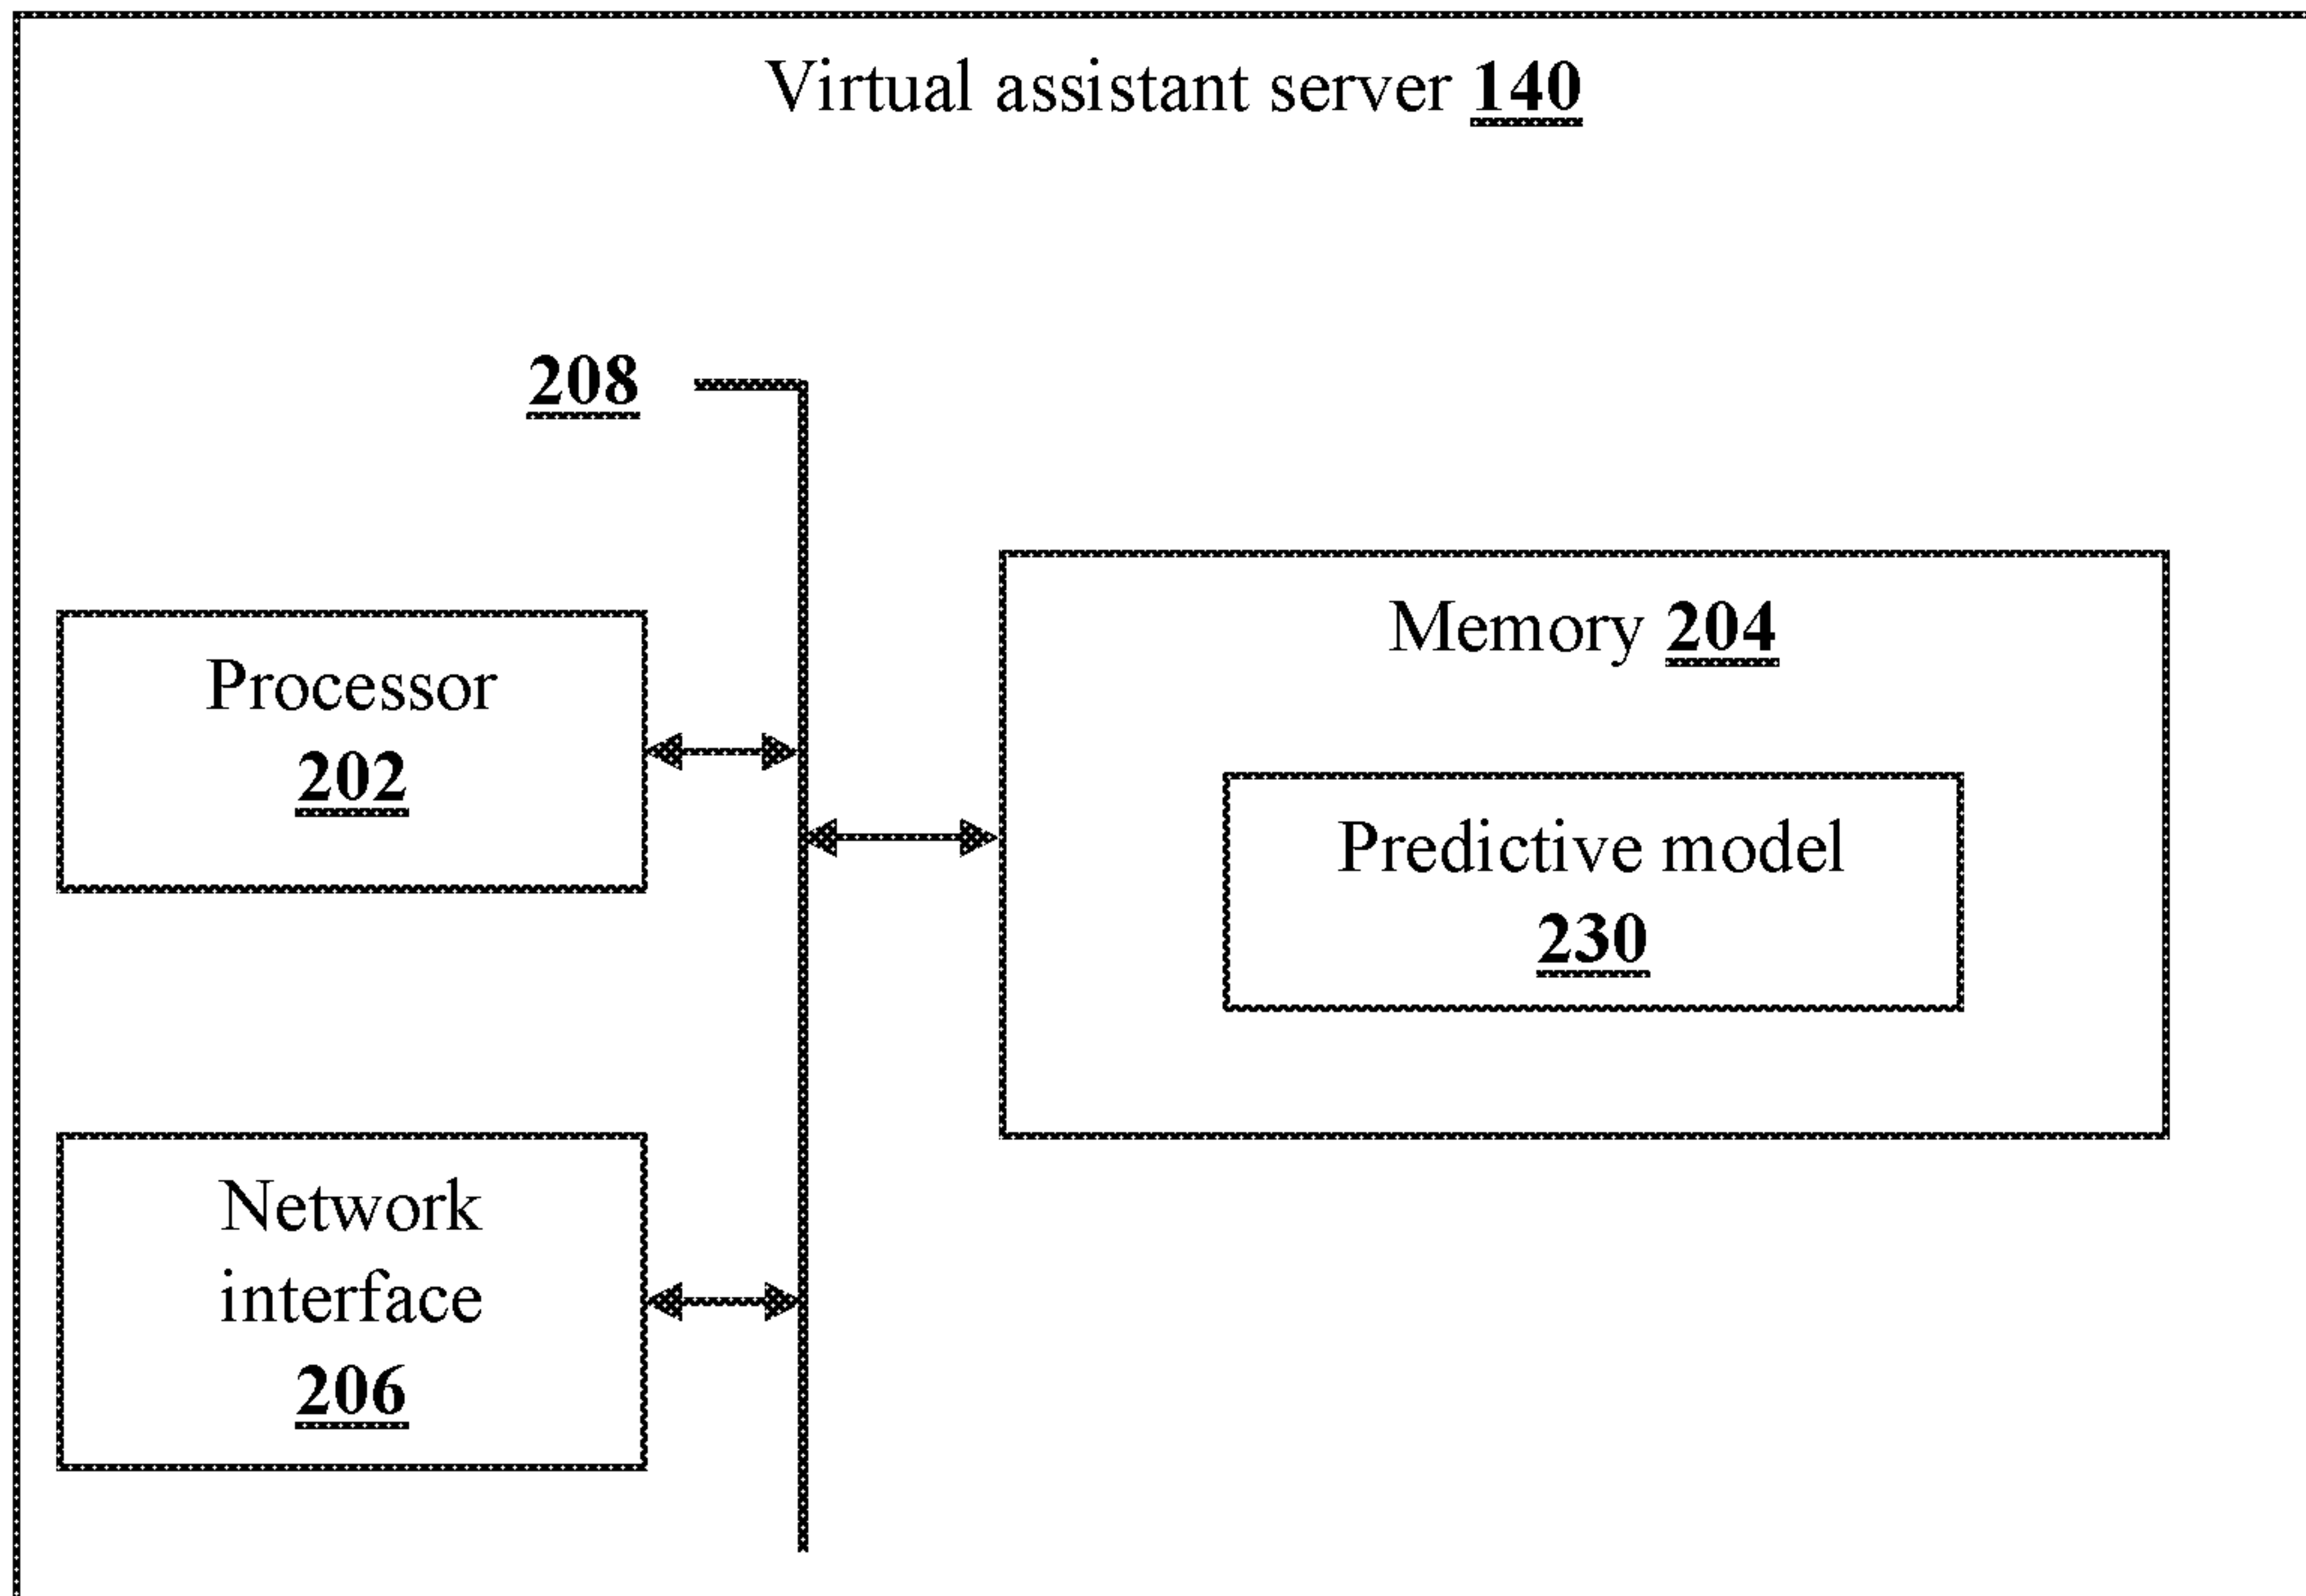 Virtual assistant server 140
208
Memory 204
Processor
202
Predictive model
230
Network
interface
206